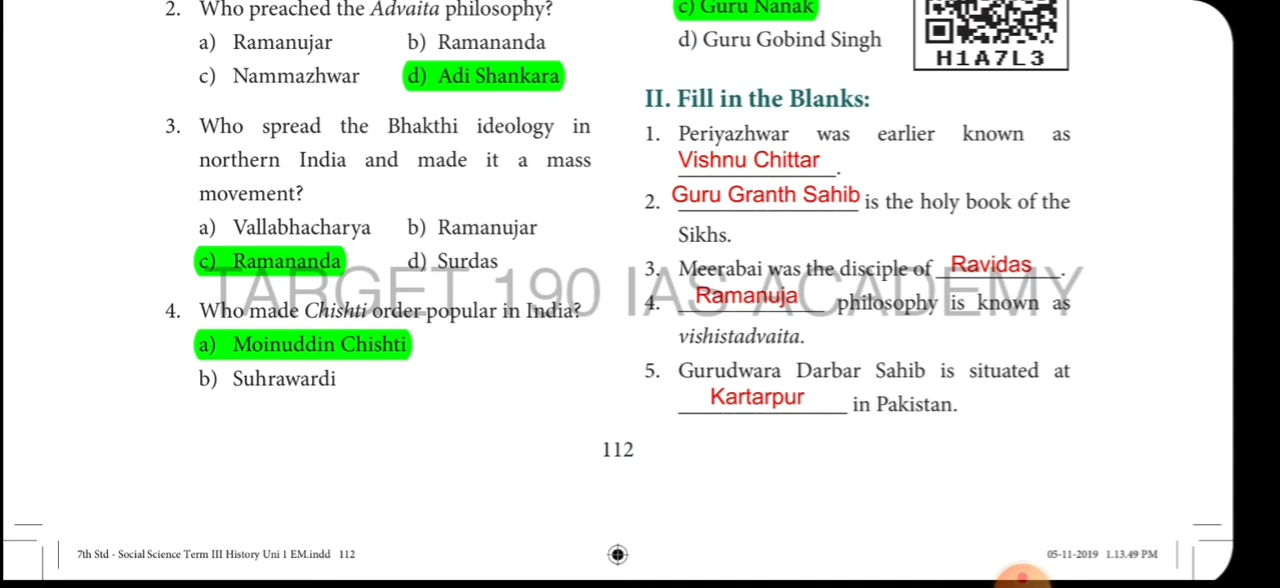 2. Who preached the Advaita philosophy?
a) Ramanujar b) Ramananda
c) Nammazhwar d) Adi Shankara
3. Who spread the Bhakthi ideology in
northern India and made it a mass
movement?
a) Vallabhacharya b) Ramanujar
c) Ramananda d) Surdas
4. Who made Chishti order popular in India?
a) Moinuddin Chishti
b) Suhrawardi
c) Guru Nanak
d) Guru Gobind Singh
H1A7L3
II. Fill in the Blanks:
1. Periyazhwar was earlier known as
Vishnu Chittar.
2. Guru Granth Sahib is the holy book of the
Sikhs.
3. Meerabai was the disciple of Ravidas.
4. Ramanuja philosophy is known as
vishistadvaita.
5. Gurudwara Darbar Sahib is situated at
Kartarpur in Pakistan.
TARGET 190 IAS ACADEMY
112
7th Std - Social Science Term III History Uni 1 EM.indd 112
05-11-2019 1.13.49 PM